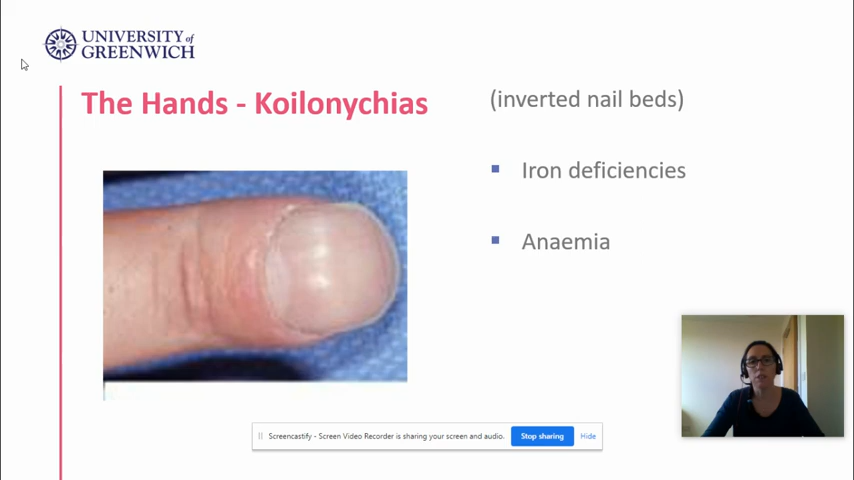 UNIVERSITY of
GREENWICH
The Hands - Koilonychias
(inverted nail beds)
Iron deficiencies
Anaemia
Screencastify - Screen Video Recorder is sharing your screen and audio.
Stop sharing
Hide